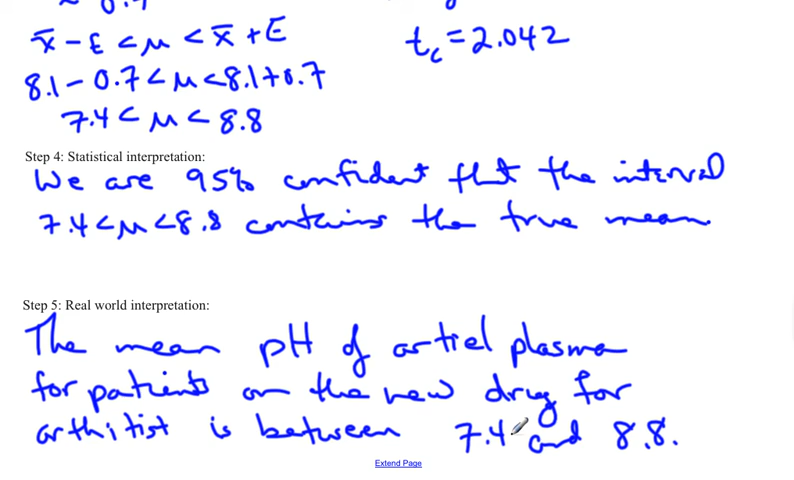 x̄ - E < μ < x̄ + E
t_c = 2.042
8.1 - 0.7 < μ < 8.1 + 0.7
7.4 < μ < 8.8
Step 4: Statistical interpretation:
We are 95% confident that the interval
7.4 < μ < 8.8 contains the true mean.
Step 5: Real world interpretation:
The mean pH of artriel plasma
for patients on the new drug for
arthitist is between 7.4 and 8.8.
Extend Page